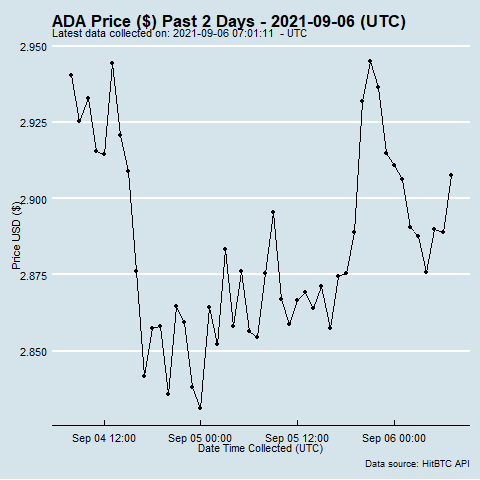 ADA Price ($) Past 2 Days - 2021-09-06 (UTC)
Latest data collected on: 2021-09-06 07:01:11 - UTC
2.950
2.925
2.900
2.875
2.850
Price USD ($)
Sep 04 12:00 Sep 05 00:00 Sep 05 12:00 Sep 06 00:00
Date Time Collected (UTC)
Data source: HitBTC API